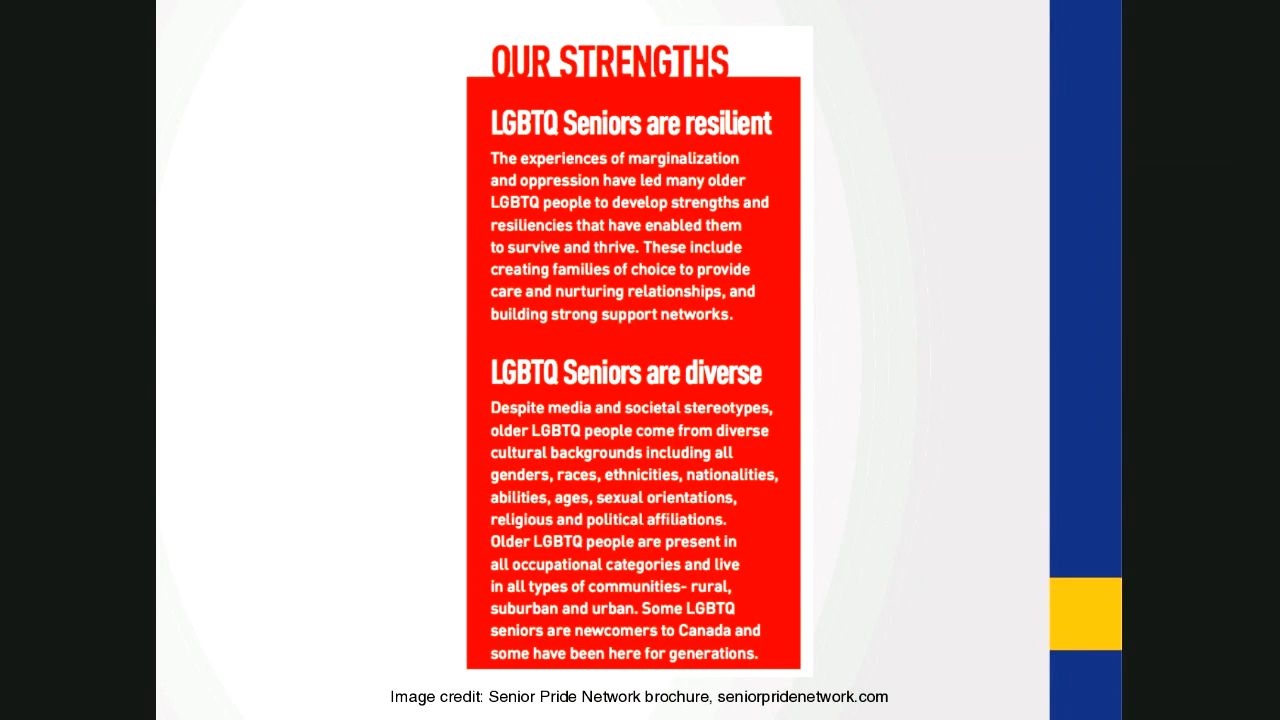 OUR STRENGTHS
LGBTQ Seniors are resilient
The experiences of marginalization
and oppression have led many older
LGBTQ people to develop strengths and
resiliencies that have enabled them
to survive and thrive. These include
creating families of choice to provide
care and nurturing relationships, and
building strong support networks.
LGBTQ Seniors are diverse
Despite media and societal stereotypes,
older LGBTQ people come from diverse
cultural backgrounds including all
genders, races, ethnicities, nationalities,
abilities, ages, sexual orientations,
religious and political affiliations.
Older LGBTQ people are present in
all occupational categories and live
in all types of communities- rural,
suburban and urban. Some LGBTQ
seniors are newcomers to Canada and
some have been here for generations.
Image credit: Senior Pride Network brochure, seniorpridenetwork.com